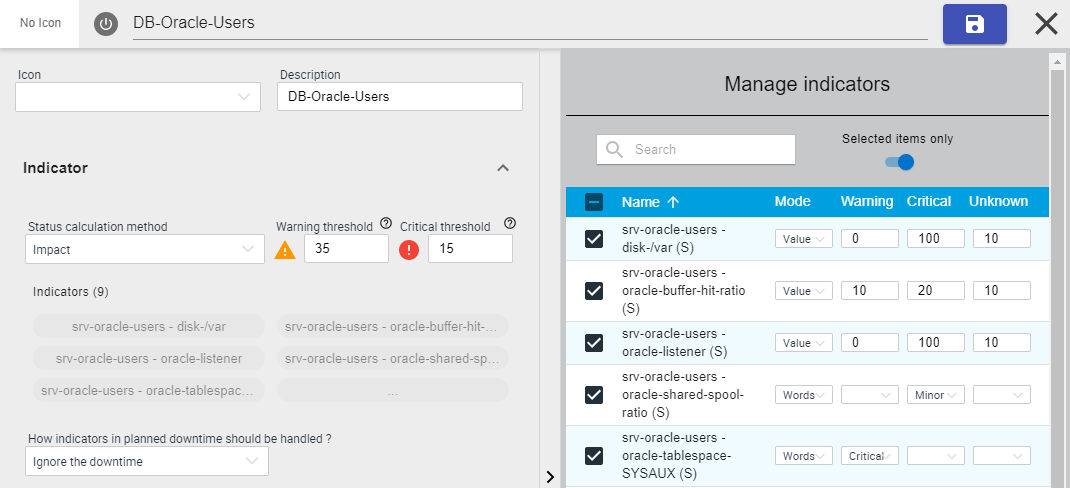 No Icon
DB-Oracle-Users
Icon
Description
DB-Oracle-Users
Indicator
Status calculation method
Warning threshold
Critical threshold
Impact
35
15
Indicators (9)
srv-oracle-users - disk-/var
srv-oracle-users - oracle-buffer-hit-...
srv-oracle-users - oracle-listener
srv-oracle-users - oracle-shared-sp...
srv-oracle-users - oracle-tablespac...
...
How indicators in planned downtime should be handled ?
Ignore the downtime
Manage indicators
Search
Selected items only
Name Mode Warning Critical Unknown
srv-oracle-users -
disk-/var (S)
Value 0 100 10
srv-oracle-users -
oracle-buffer-hit-ratio
(S)
Value 10 20 10
srv-oracle-users -
oracle-listener (S)
Value 0 100 10
srv-oracle-users -
oracle-shared-spool-
ratio (S)
Words Minor
srv-oracle-users -
oracle-tablespace-
SYSAUX (S)
Words Critical